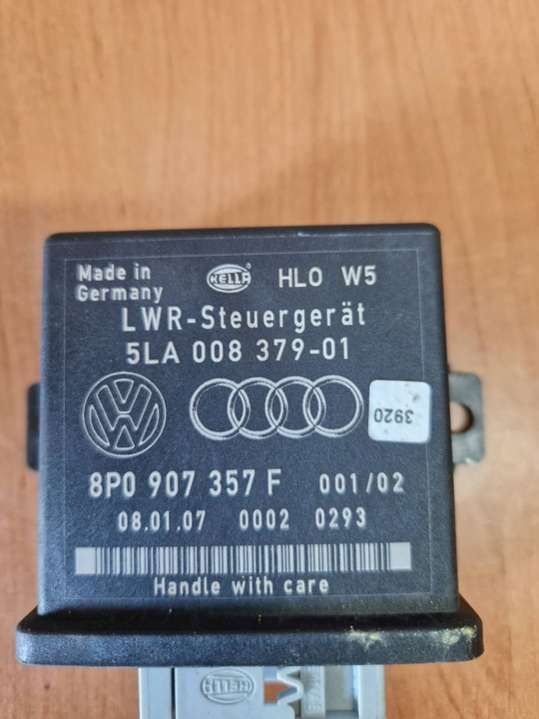 Made in
Germany
HELLA ® HLO W5
LWR-Steuergerät
5LA 008 379-01
3920
8P0 907 357 F 001/02
08.01.07 0002 0293
Handle with care
HELLA